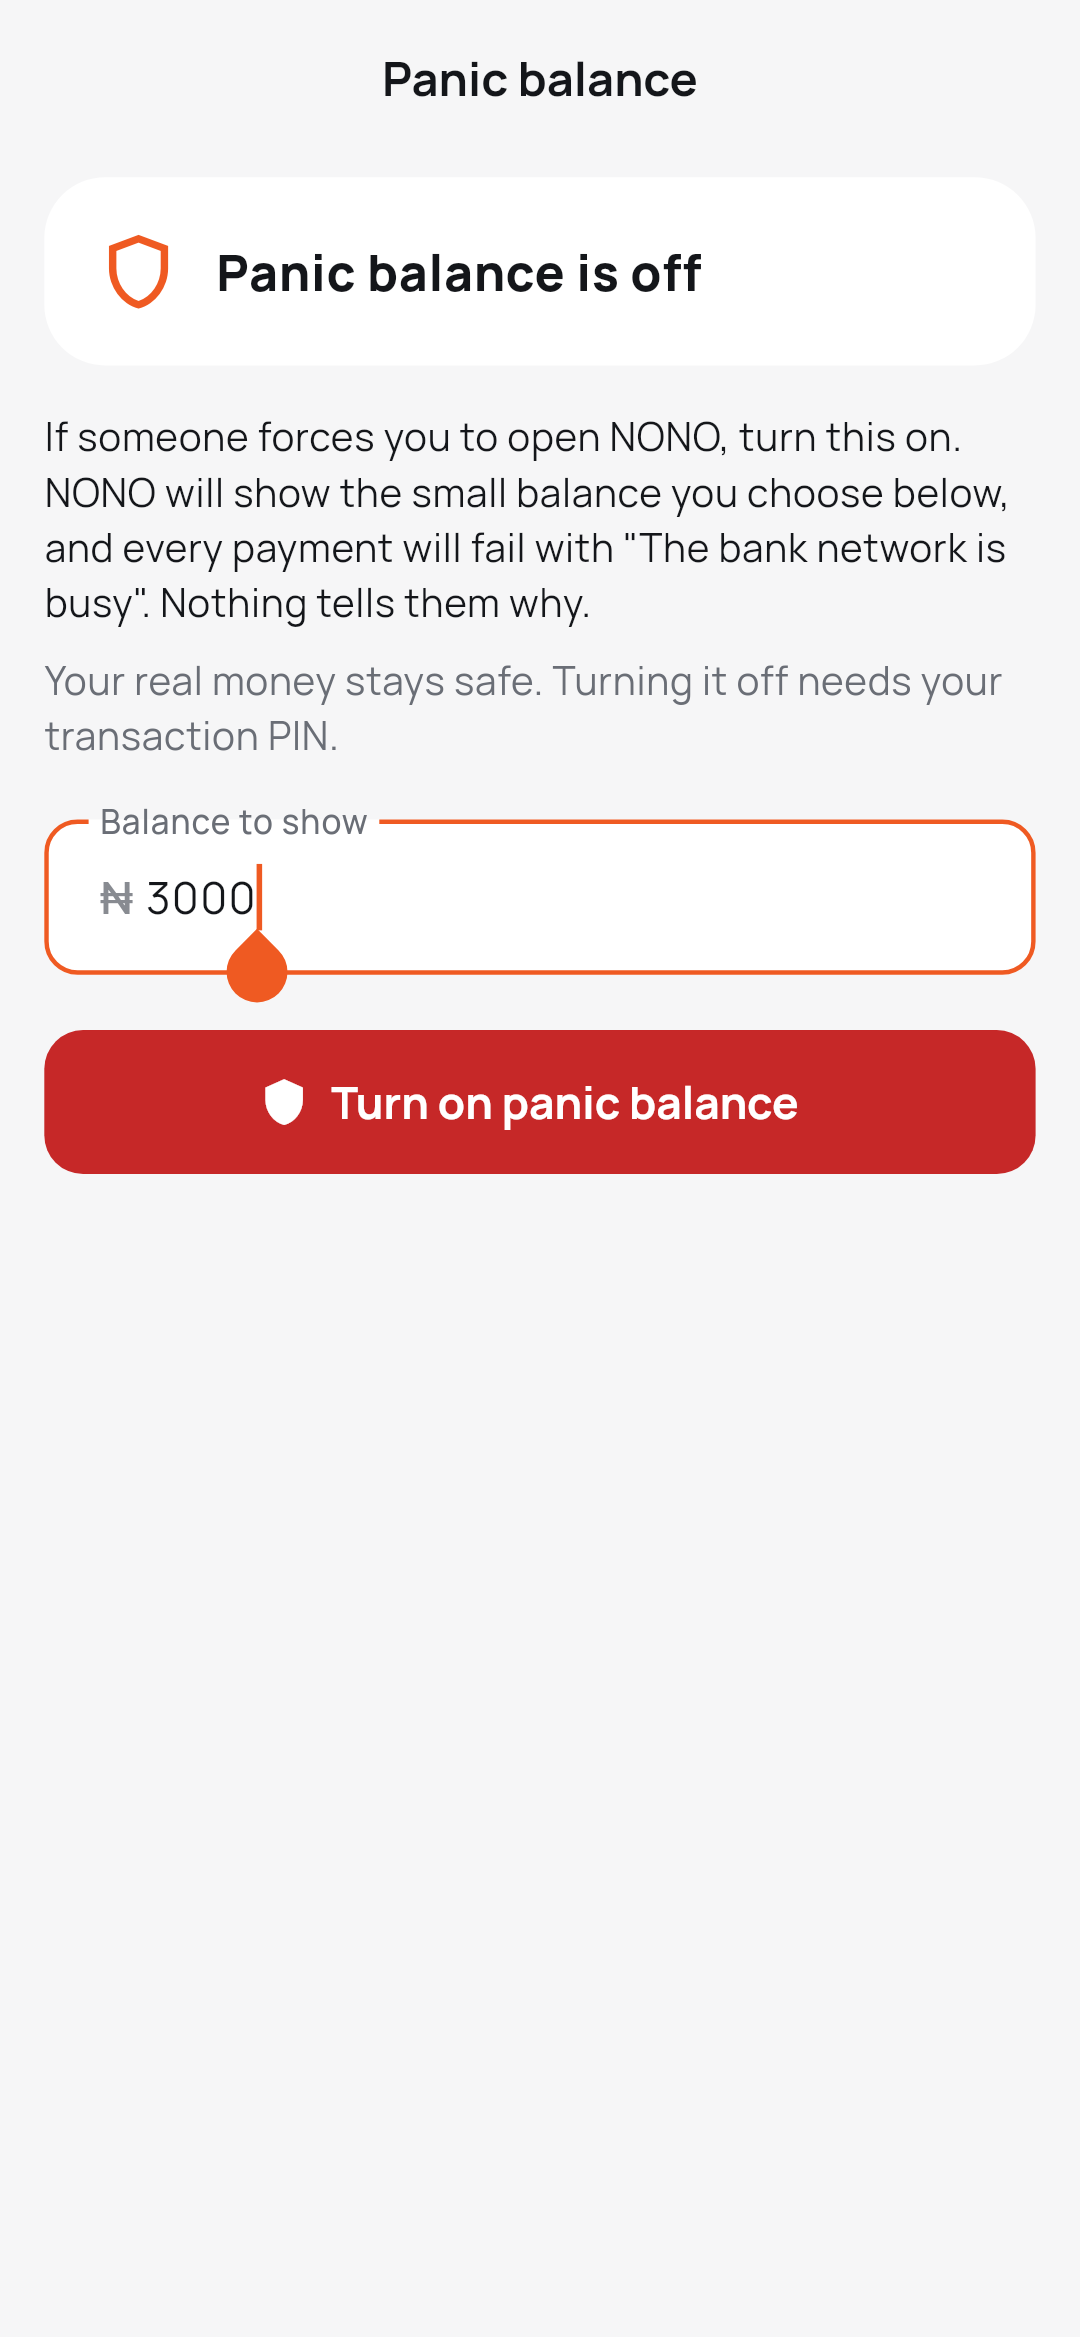 Panic balance
Panic balance is off
If someone forces you to open NONO, turn this on.
NONO will show the small balance you choose below,
and every payment will fail with "The bank network is
busy". Nothing tells them why.
Your real money stays safe. Turning it off needs your
transaction PIN.
Balance to show
₦ 3000
Turn on panic balance